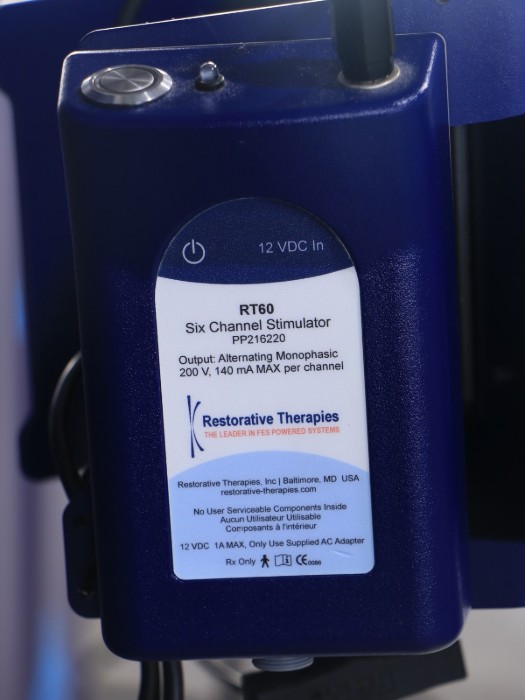 12 VDC In
RT60
Six Channel Stimulator
PP216220
Output: Alternating Monophasic
200 V, 140 mA MAX per channel
Restorative Therapies
THE LEADER IN FES POWERED SYSTEMS
Restorative Therapies, Inc | Baltimore, MD USA
restorative-therapies.com
No User Serviceable Components Inside
Aucun Utilisateur Utilisable
Composants à l'intérieur
12 VDC 1A MAX, Only Use Supplied AC Adapter
Rx Only CE 0086